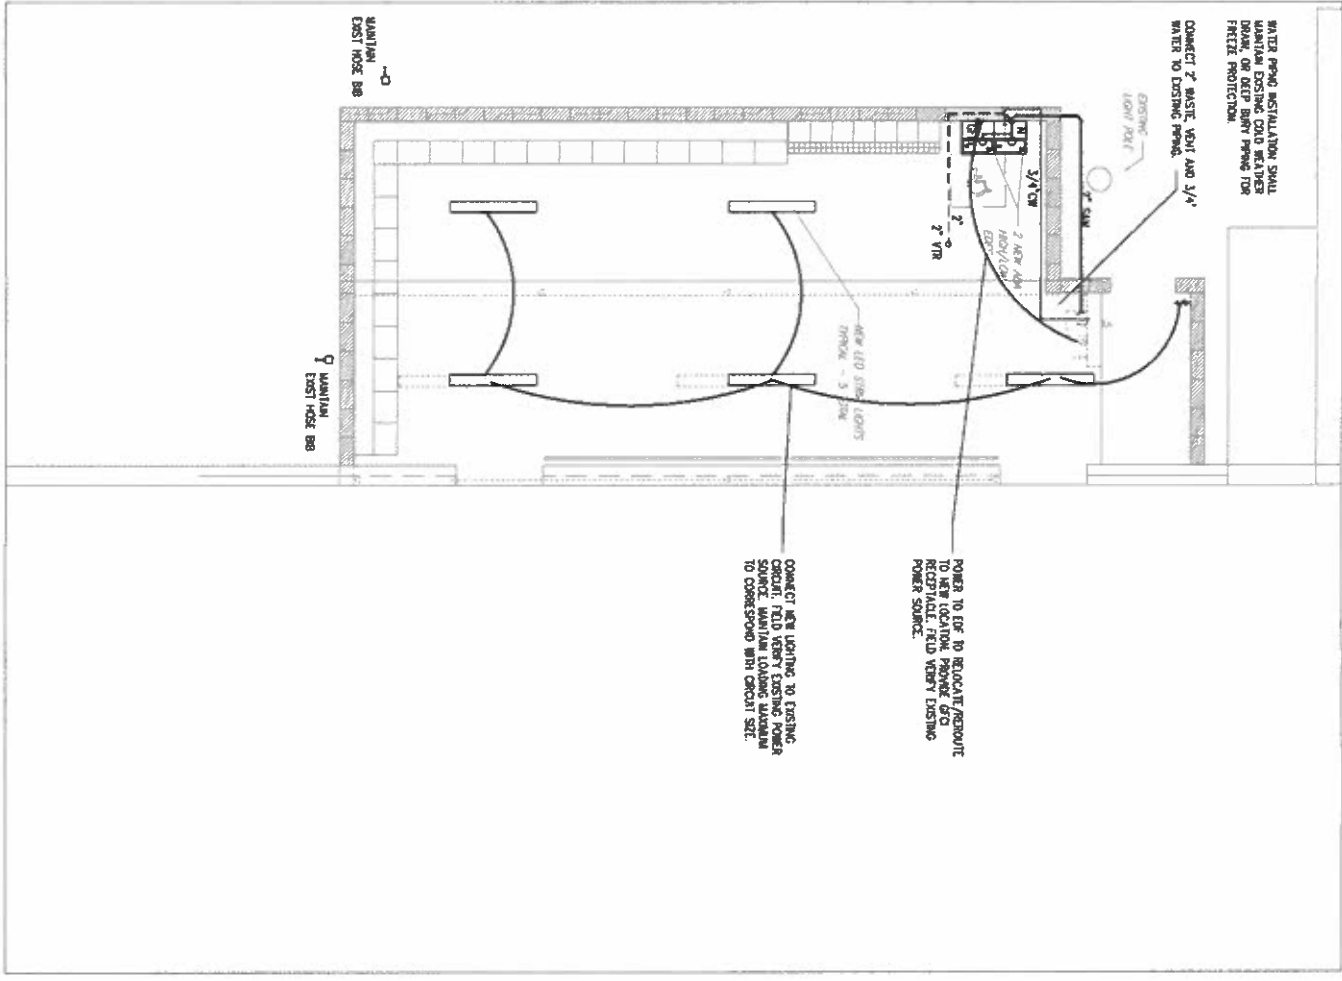 WATER PIPING INSTALLATION SHALL
MAINTAIN EXISTING COLD WEATHER
DRAIN, OR DEEP BURY PIPING FOR
FREEZE PROTECTION.
CONNECT 2" WASTE, VENT AND 3/4"
WATER TO EXISTING PIPING.
EXISTING
LIGHT POLE
2" SAN
3/4"CW
2 NEW ADA
HIGH/LOW
2"
2" VTR
MAINTAIN
EXIST HOSE BIB
NEW LED STRIP LIGHTS
TYPICAL - 5 TOTAL
MAINTAIN
EXIST HOSE BIB
POWER TO EDF TO RELOCATE/REROUTE
TO NEW LOCATION. PROVIDE GFCI
RECEPTACLE. FIELD VERIFY EXISTING
POWER SOURCE.
CONNECT NEW LIGHTING TO EXISTING
CIRCUIT. FIELD VERIFY EXISTING POWER
SOURCE. MAINTAIN LOADING MAXIMUM
TO CORRESPOND WITH CIRCUIT SIZE.